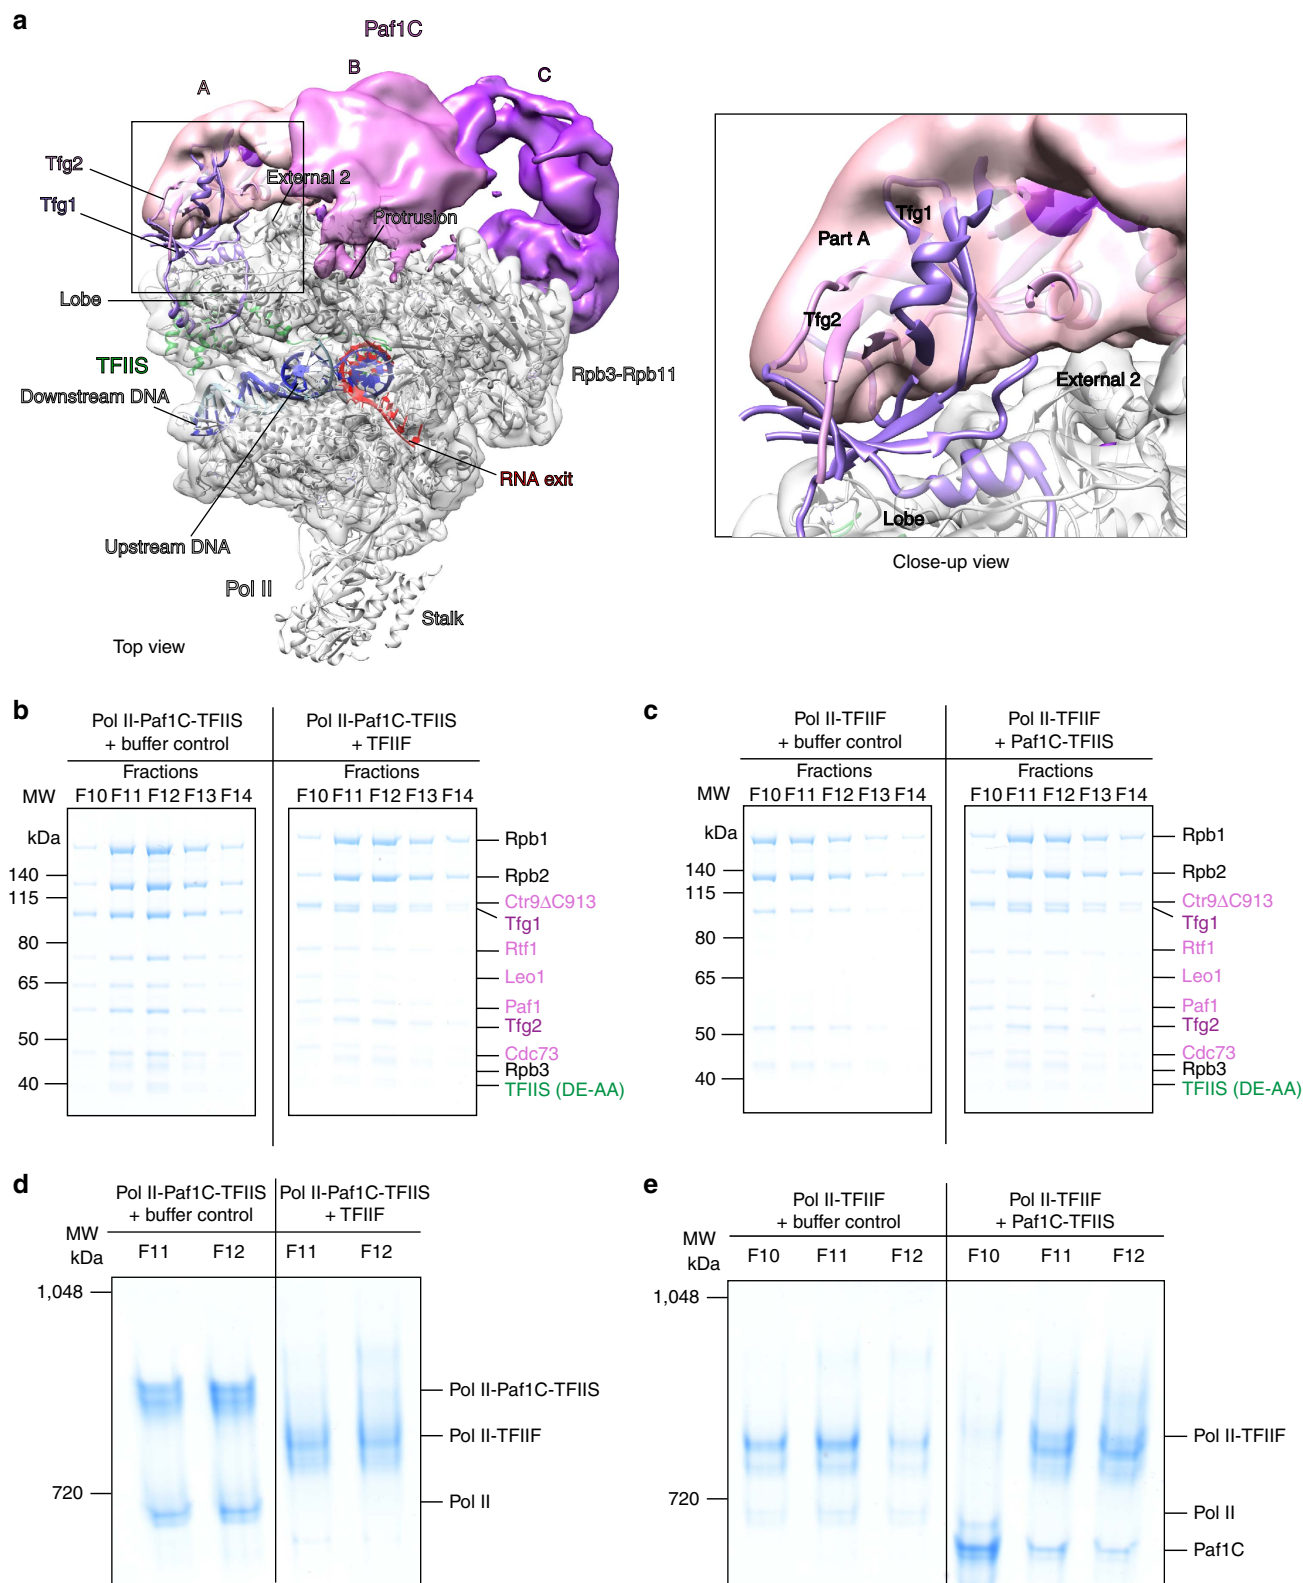 a
Paf1C
A
B
C
Tfg2
Tfg1
External 2
Protrusion
Lobe
TFIIS
Downstream DNA
Rpb3-Rpb11
RNA exit
Upstream DNA
Pol II
Stalk
Top view
Tfg1
Part A
Tfg2
External 2
Lobe
Close-up view
b
Pol II-Paf1C-TFIIS
+ buffer control
Pol II-Paf1C-TFIIS
+ TFIIF
Fractions
Fractions
MW
F10 F11 F12 F13 F14
F10 F11 F12 F13 F14
kDa
140
115
80
65
50
40
Rpb1
Rpb2
Ctr9ΔC913
Tfg1
Rtf1
Leo1
Paf1
Tfg2
Cdc73
Rpb3
TFIIS (DE-AA)
c
Pol II-TFIIF
+ buffer control
Pol II-TFIIF
+ Paf1C-TFIIS
Fractions
Fractions
MW
F10 F11 F12 F13 F14
F10 F11 F12 F13 F14
kDa
140
115
80
65
50
40
Rpb1
Rpb2
Ctr9ΔC913
Tfg1
Rtf1
Leo1
Paf1
Tfg2
Cdc73
Rpb3
TFIIS (DE-AA)
d
Pol II-Paf1C-TFIIS
+ buffer control
Pol II-Paf1C-TFIIS
+ TFIIF
MW
kDa
F11 F12
F11 F12
1,048
720
Pol II-Paf1C-TFIIS
Pol II-TFIIF
Pol II
e
Pol II-TFIIF
+ buffer control
Pol II-TFIIF
+ Paf1C-TFIIS
MW
kDa
F10 F11 F12
F10 F11 F12
1,048
720
Pol II-TFIIF
Pol II
Paf1C